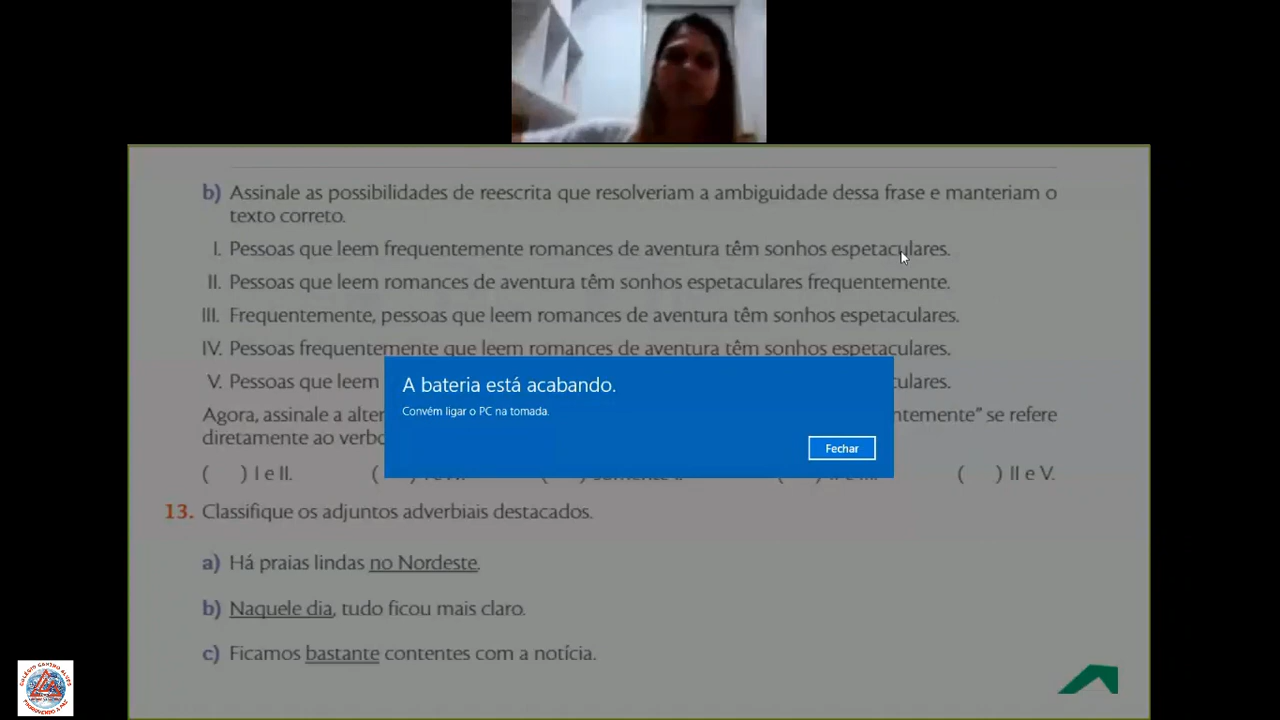 b) Assinale as possibilidades de reescrita que resolveriam a ambiguidade dessa frase e manteriam o
texto correto.
I. Pessoas que leem frequentemente romances de aventura têm sonhos espetaculares.
II. Pessoas que leem romances de aventura têm sonhos espetaculares frequentemente.
III. Frequentemente, pessoas que leem romances de aventura têm sonhos espetaculares.
IV. Pessoas frequentemente que leem romances de aventura têm sonhos espetaculares.
V. Pessoas que leem
A bateria está acabando.
Convém ligar o PC na tomada.
Fechar
Agora, assinale a
se refere
diretamente ao
( ) I e II. ( ( ) ( ) ( ) II e V.
13. Classifique os adjuntos adverbiais destacados.
a) Há praias lindas no Nordeste.
b) Naquele dia, tudo ficou mais claro.
c) Ficamos bastante contentes com a notícia.